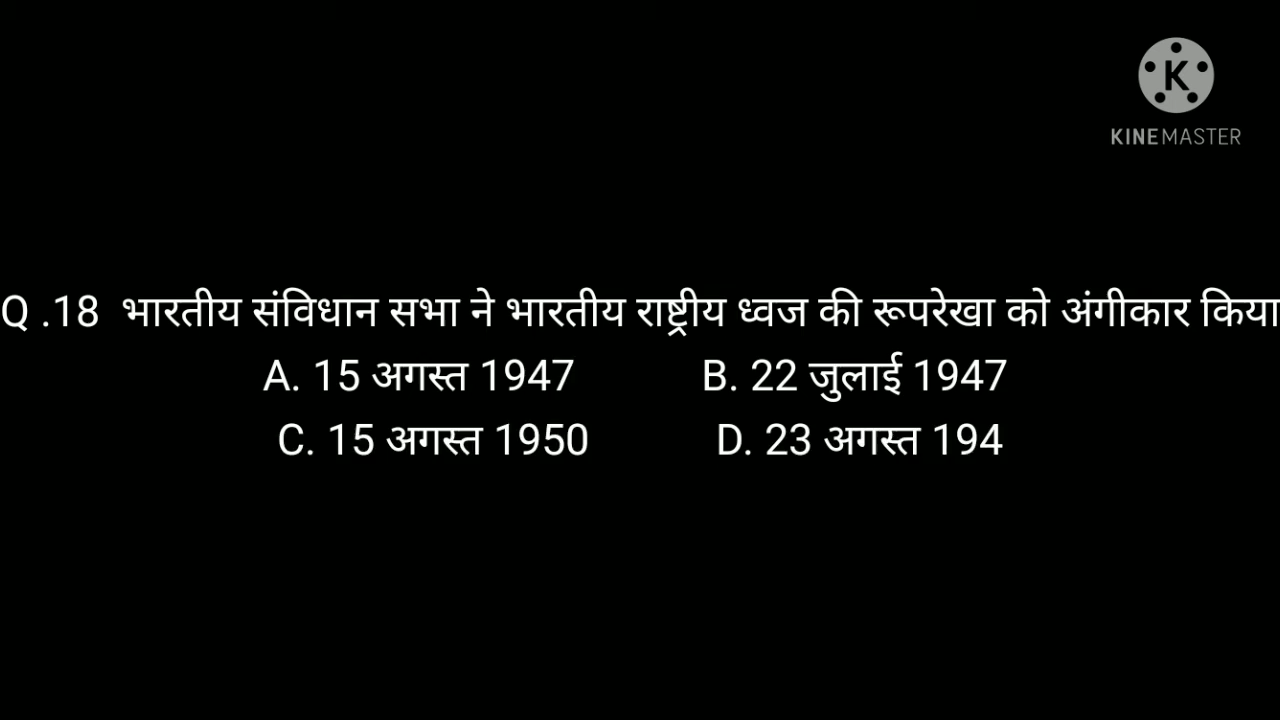 K
KINEMASTER
Q .18 भारतीय संविधान सभा ने भारतीय राष्ट्रीय ध्वज की रूपरेखा को अंगीकार किया
A. 15 अगस्त 1947 B. 22 जुलाई 1947
C. 15 अगस्त 1950 D. 23 अगस्त 194